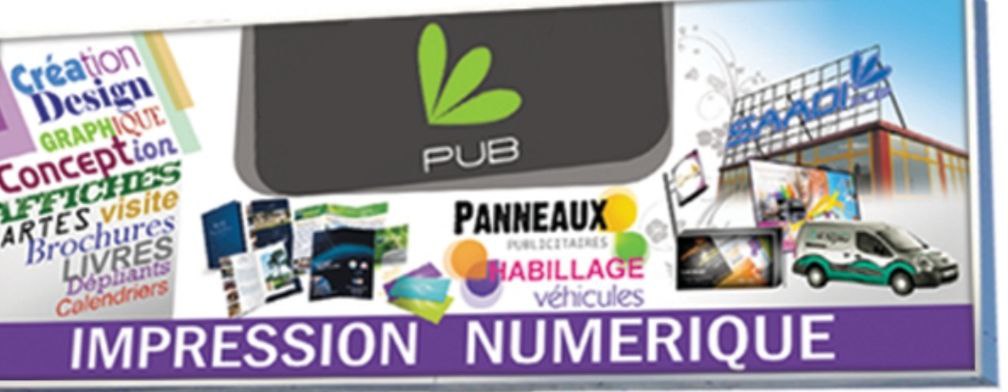 Création
Design
GRAPHIQUE
Conception
AFFICHES
CARTES visite
Brochures
LIVRES
Dépliants
Calendriers
PUB
PANNEAUX
PUBLICITAIRES
HABILLAGE
véhicules
SAADI
IMPRESSION NUMERIQUE